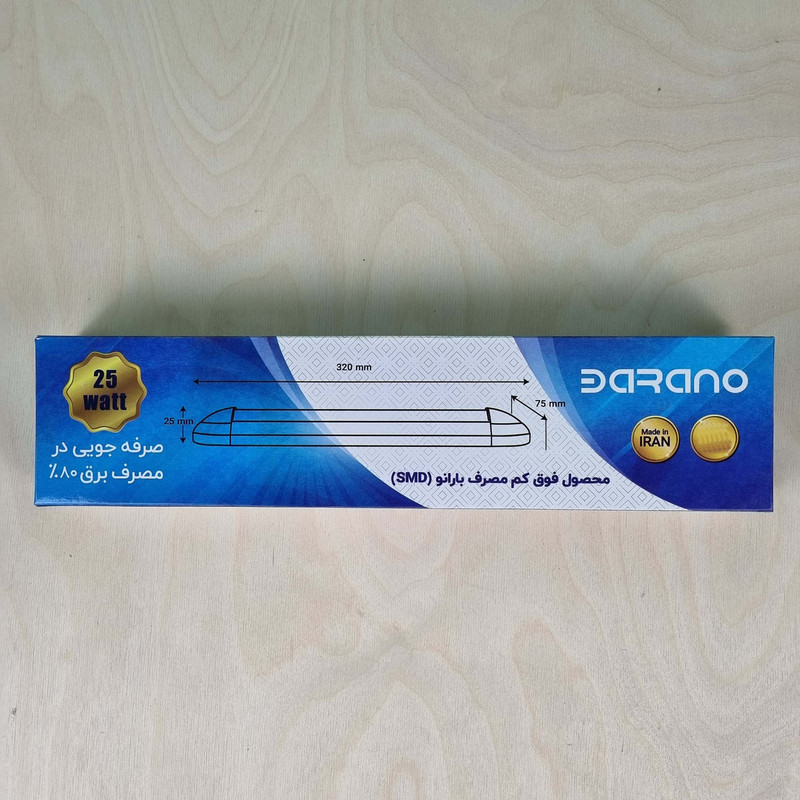 25
watt
صرفه جویی در
مصرف برق ۸۰٪
320 mm
25 mm
75 mm
محصول فوق کم مصرف بارانو (SMD)
BARANO
Made in
IRAN